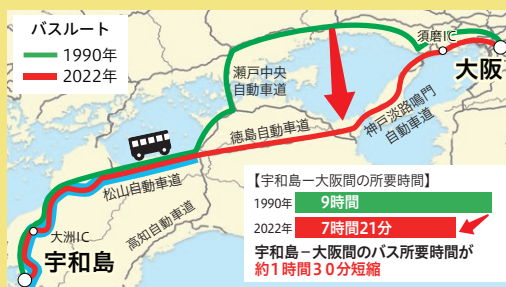 バスルート
1990年
2022年
須磨IC
大阪
瀬戸中央
自動車道
神戸淡路鳴門
自動車道
徳島自動車道
松山自動車道
高知自動車道
大洲IC
宇和島
【宇和島ー大阪間の所要時間】
1990年 9時間
2022年 7時間21分
宇和島−大阪間のバス所要時間が
約1時間30分短縮